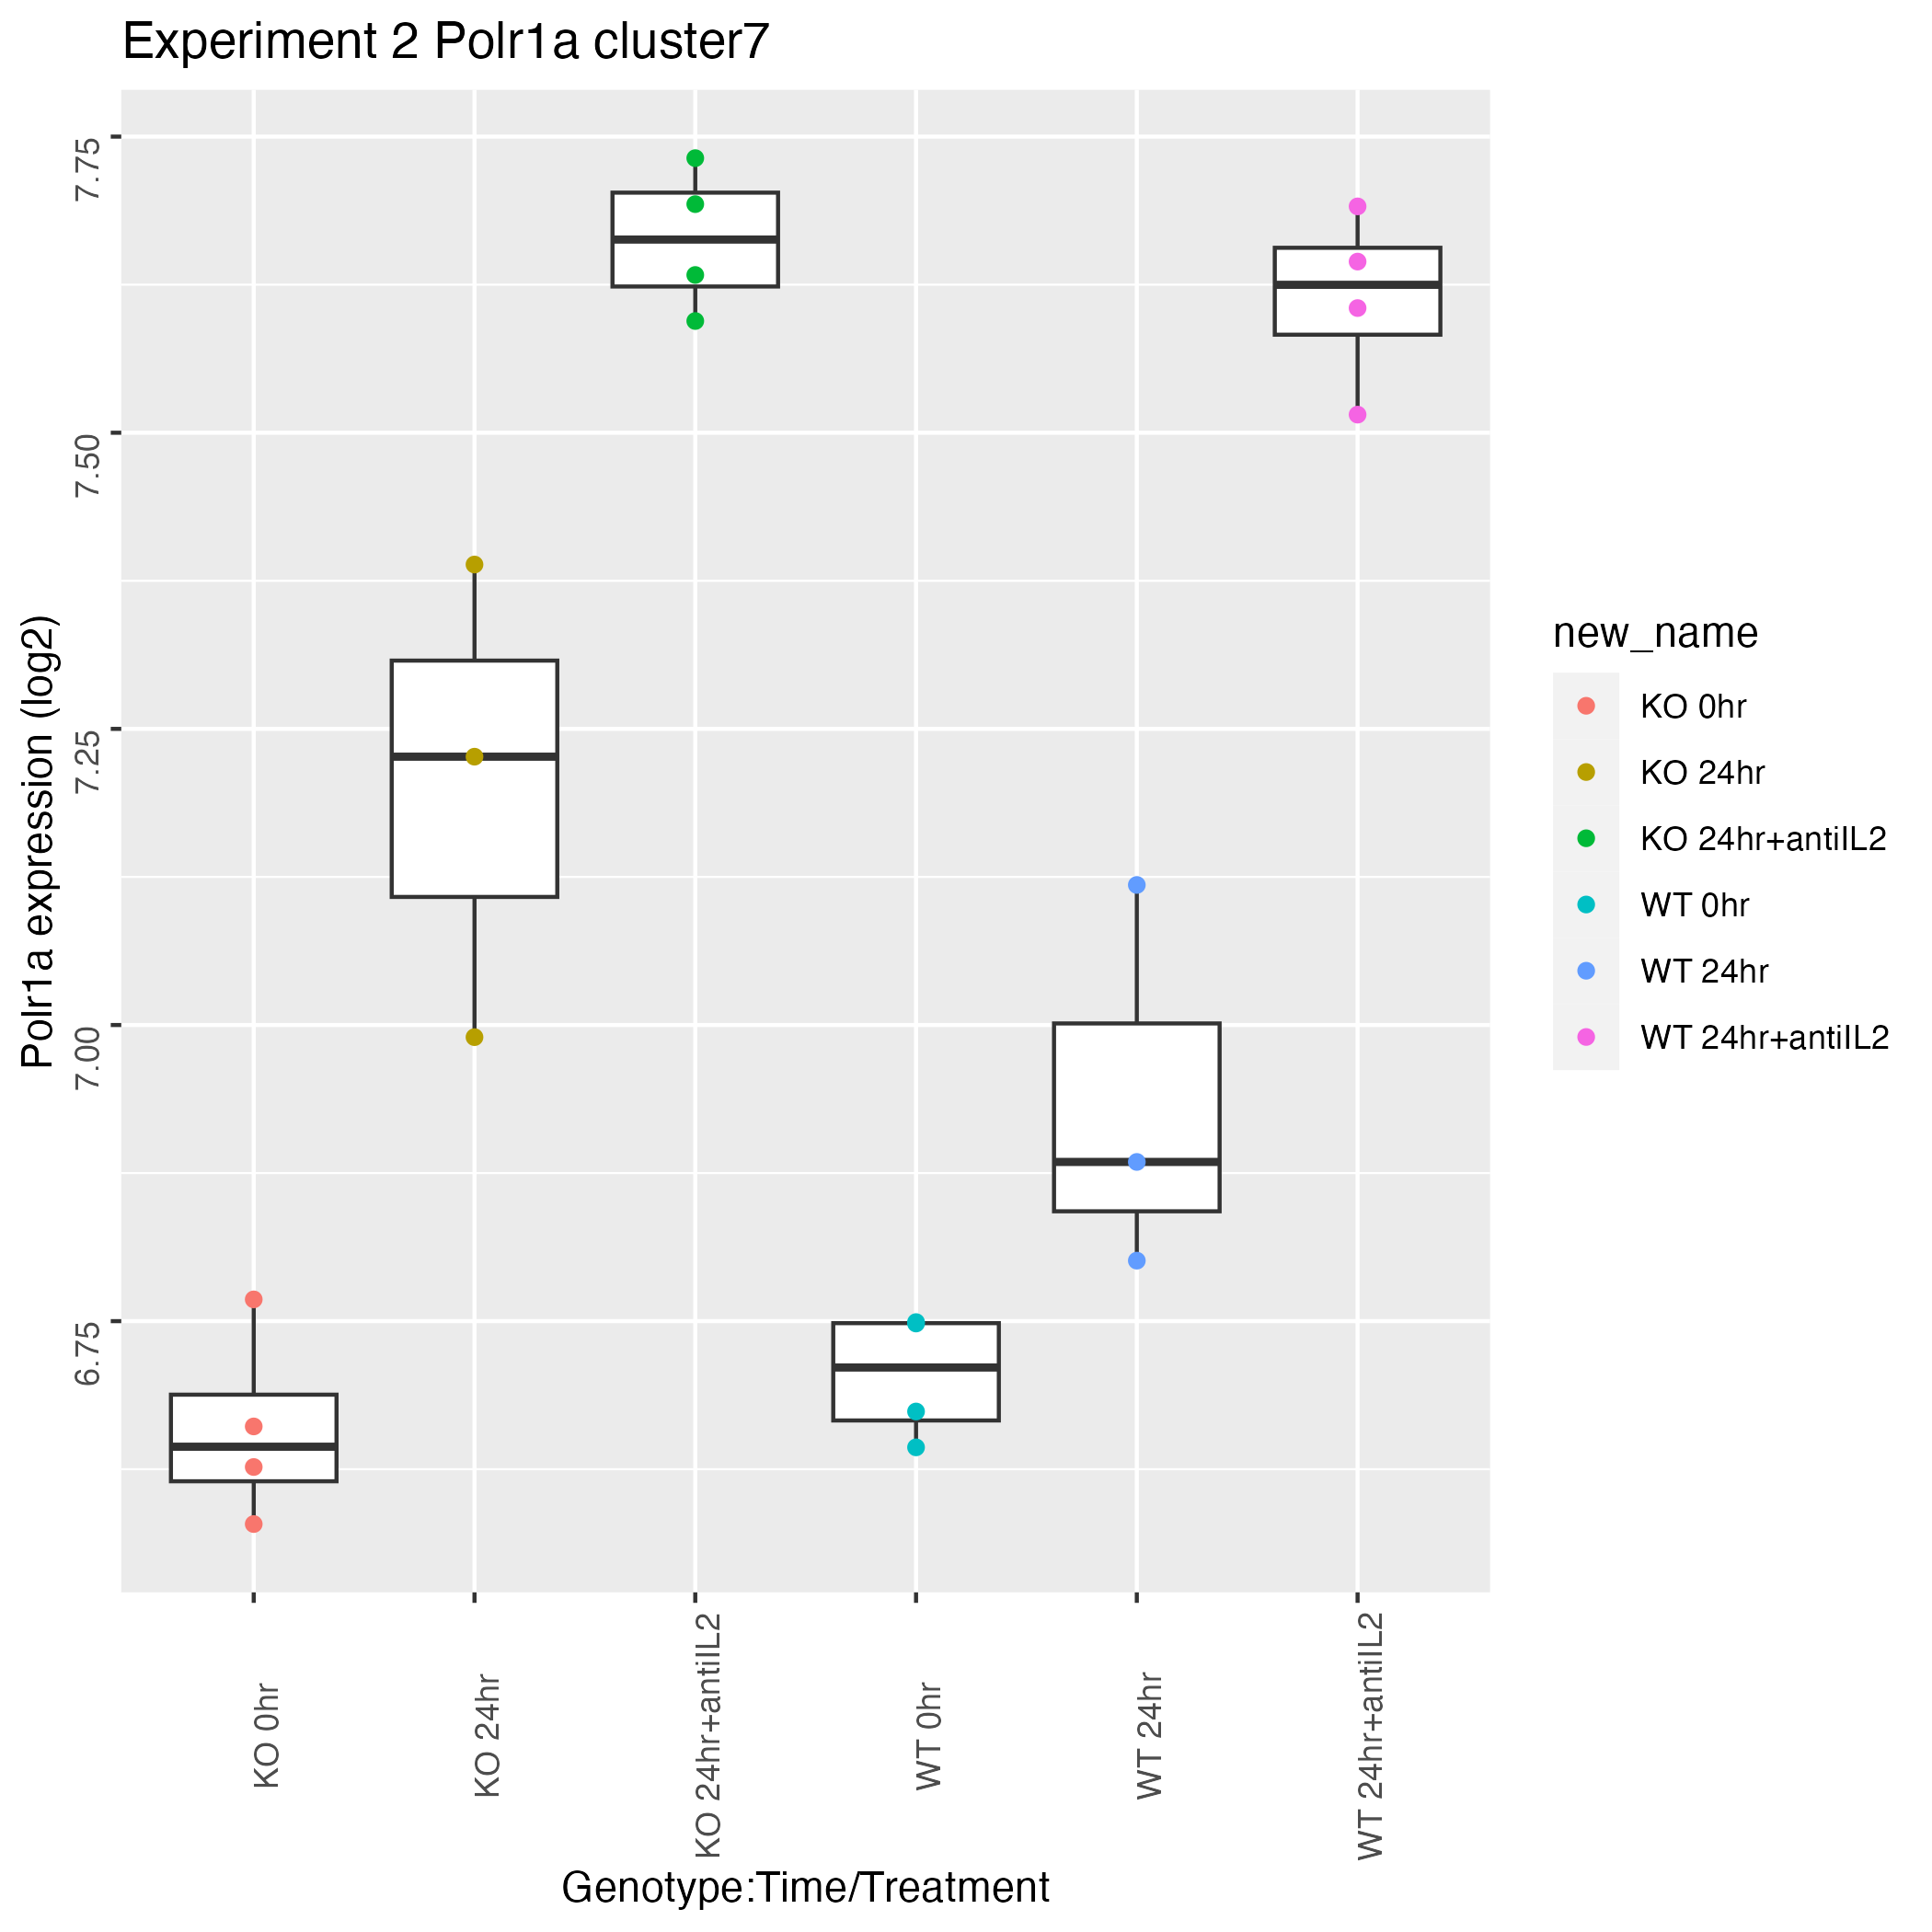 Experiment 2 Polr1a cluster7
Polr1a expression (log2)
7.75
7.50
7.25
7.00
6.75
KO 0hr
KO 24hr
KO 24hr+antiIL2
WT 0hr
WT 24hr
WT 24hr+antiIL2
Genotype:Time/Treatment
new_name
KO 0hr
KO 24hr
KO 24hr+antiIL2
WT 0hr
WT 24hr
WT 24hr+antiIL2